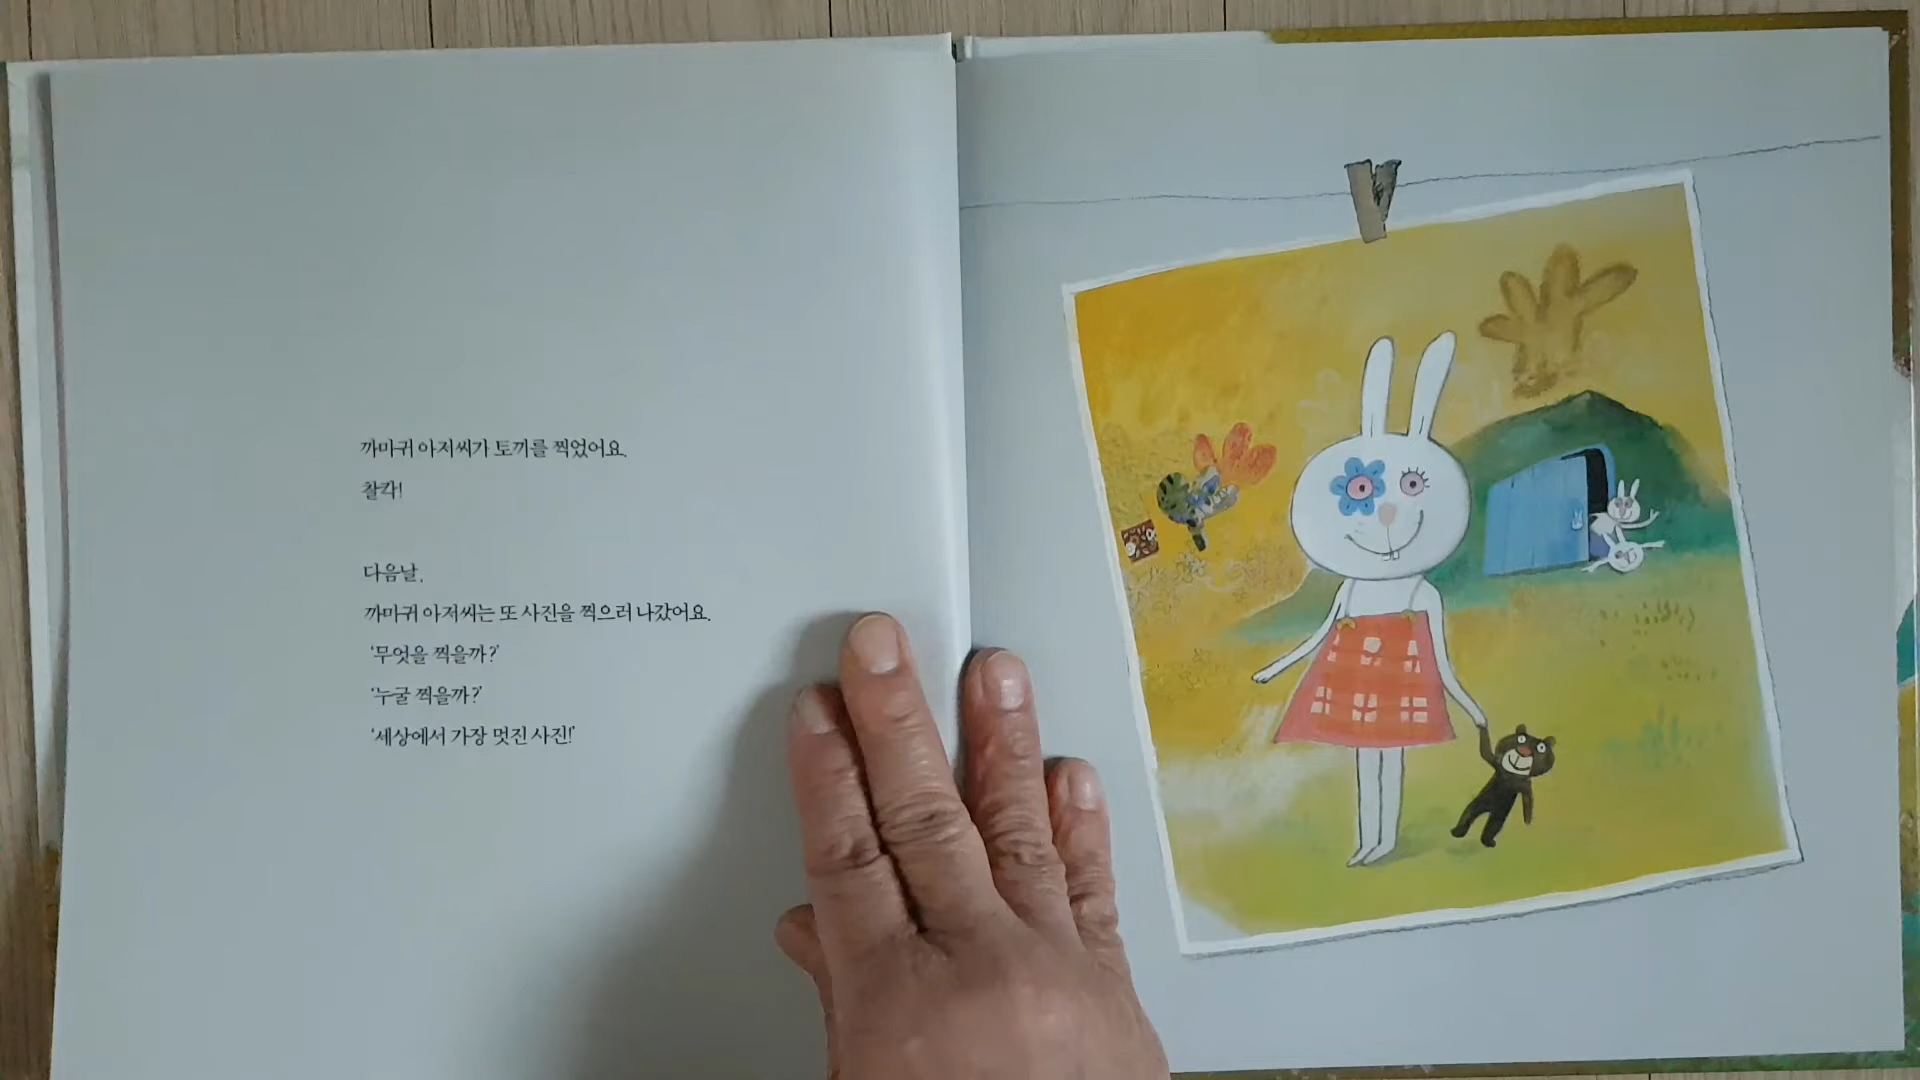 까마귀 아저씨가 토끼를 찍었어요.
찰칵!
다음날,
까마귀 아저씨는 또 사진을 찍으러 나갔어요.
‘무엇을 찍을까?’
‘누굴 찍을까?’
‘세상에서 가장 멋진 사진!’